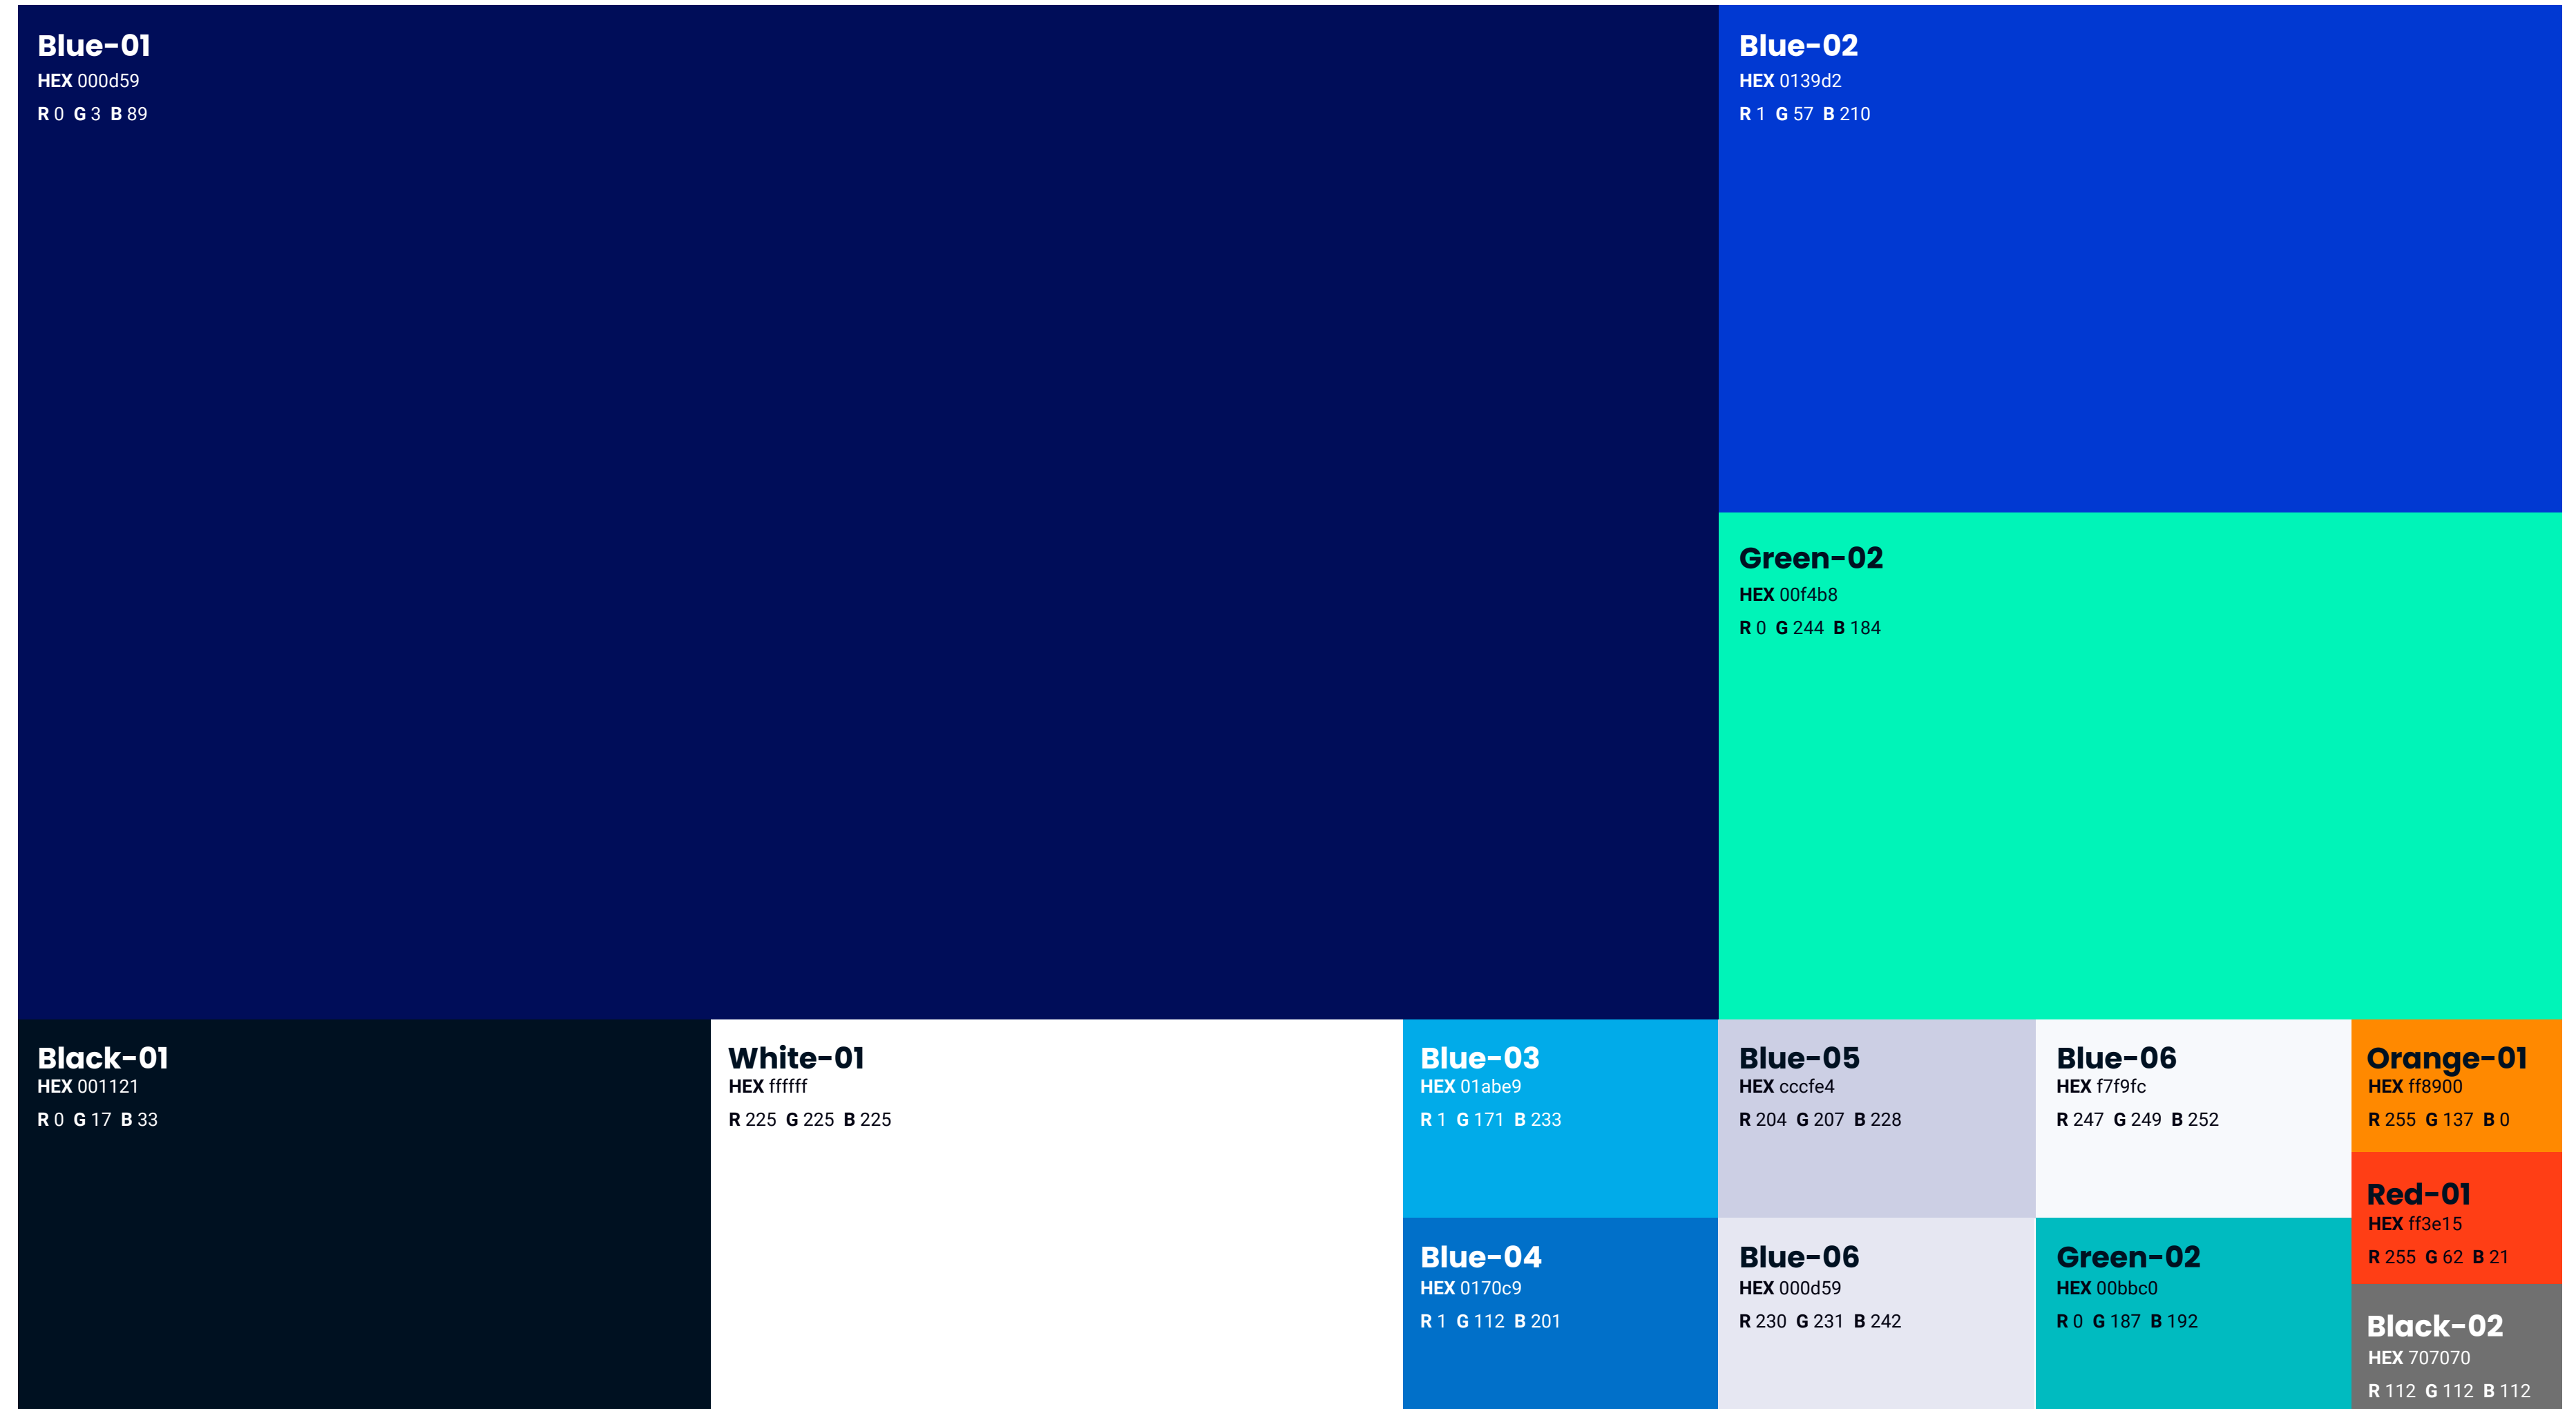 Blue-01
HEX 000d59
R 0 G 3 B 89
Blue-02
HEX 0139d2
R 1 G 57 B 210
Green-02
HEX 00f4b8
R 0 G 244 B 184
Black-01
HEX 001121
R 0 G 17 B 33
White-01
HEX ffffff
R 225 G 225 B 225
Blue-03
HEX 01abe9
R 1 G 171 B 233
Blue-05
HEX cccfe4
R 204 G 207 B 228
Blue-06
HEX f7f9fc
R 247 G 249 B 252
Orange-01
HEX ff8900
R 255 G 137 B 0
Red-01
HEX ff3e15
R 255 G 62 B 21
Blue-04
HEX 0170c9
R 1 G 112 B 201
Blue-06
HEX 000d59
R 230 G 231 B 242
Green-02
HEX 00bbc0
R 0 G 187 B 192
Black-02
HEX 707070
R 112 G 112 B 112